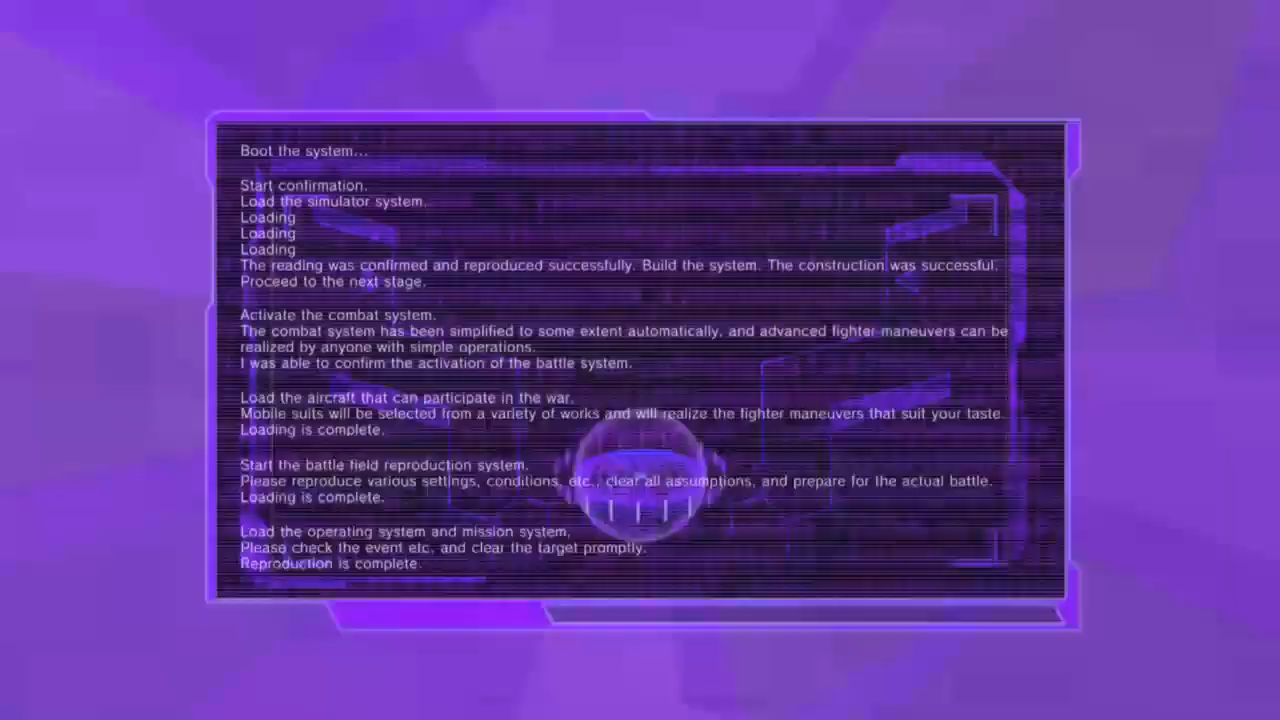 Boot the system...
Start confirmation.
Load the simulator system.
Loading
Loading
Loading
The reading was confirmed and reproduced successfully. Build the system. The construction was successful.
Proceed to the next stage.
Activate the combat system.
The combat system has been simplified to some extent automatically, and advanced fighter maneuvers can be
realized by anyone with simple operations.
I was able to confirm the activation of the battle system.
Load the aircraft that can participate in the war.
Mobile suits will be selected from a variety of works and will realize the fighter maneuvers that suit your taste.
Loading is complete.
Start the battle field reproduction system.
Please reproduce various settings, conditions, etc., clear all assumptions, and prepare for the actual battle.
Loading is complete.
Load the operating system and mission system.
Please check the event etc. and clear the target promptly.
Reproduction is complete.